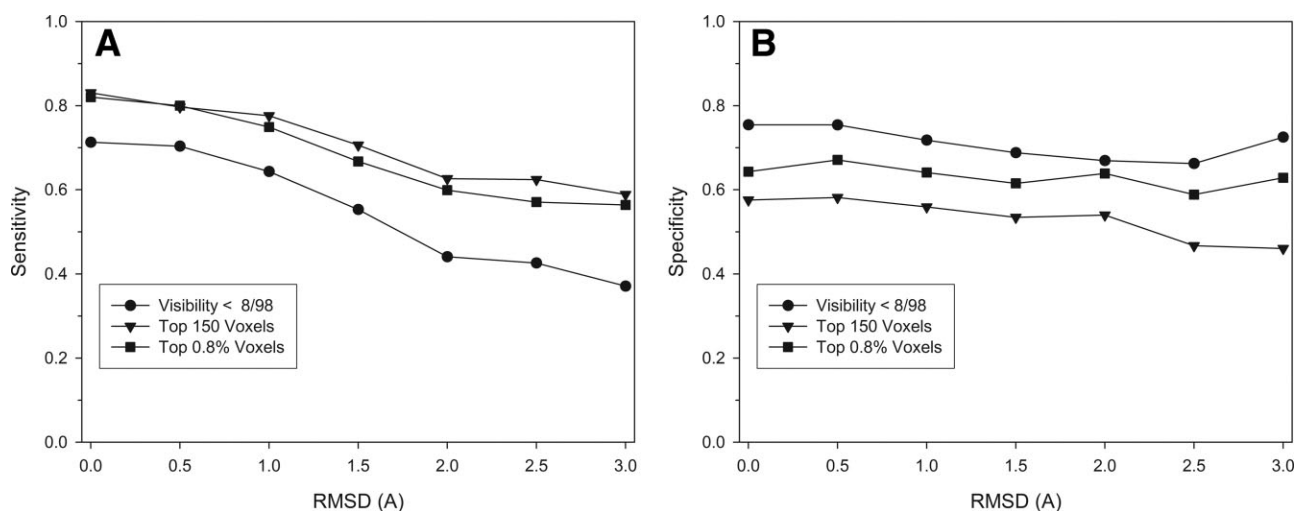 A
Sensitivity
1.0
0.8
0.6
0.4
0.2
0.0
Visibility < 8/98
Top 150 Voxels
Top 0.8% Voxels
0.0 0.5 1.0 1.5 2.0 2.5 3.0
RMSD (A)
B
Specificity
1.0
0.8
0.6
0.4
0.2
0.0
Visibility < 8/98
Top 150 Voxels
Top 0.8% Voxels
0.0 0.5 1.0 1.5 2.0 2.5 3.0
RMSD (A)